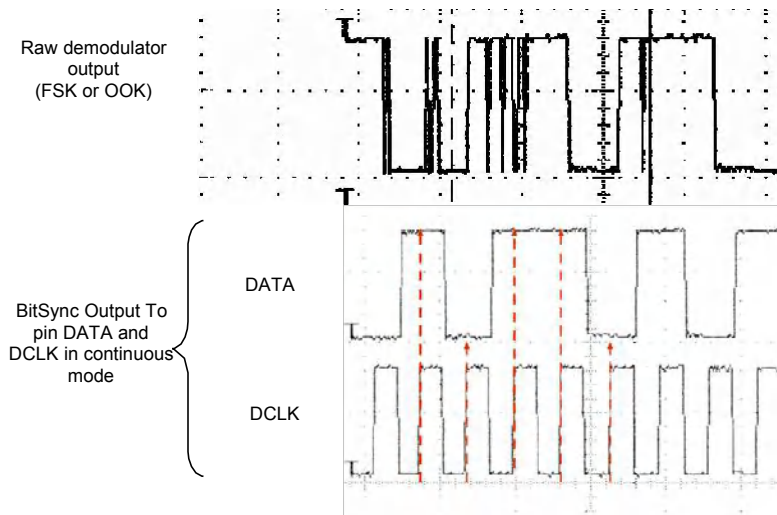 Raw demodulator
output
(FSK or OOK)
DATA
BitSync Output To
pin DATA and
DCLK in continuous
mode
DCLK